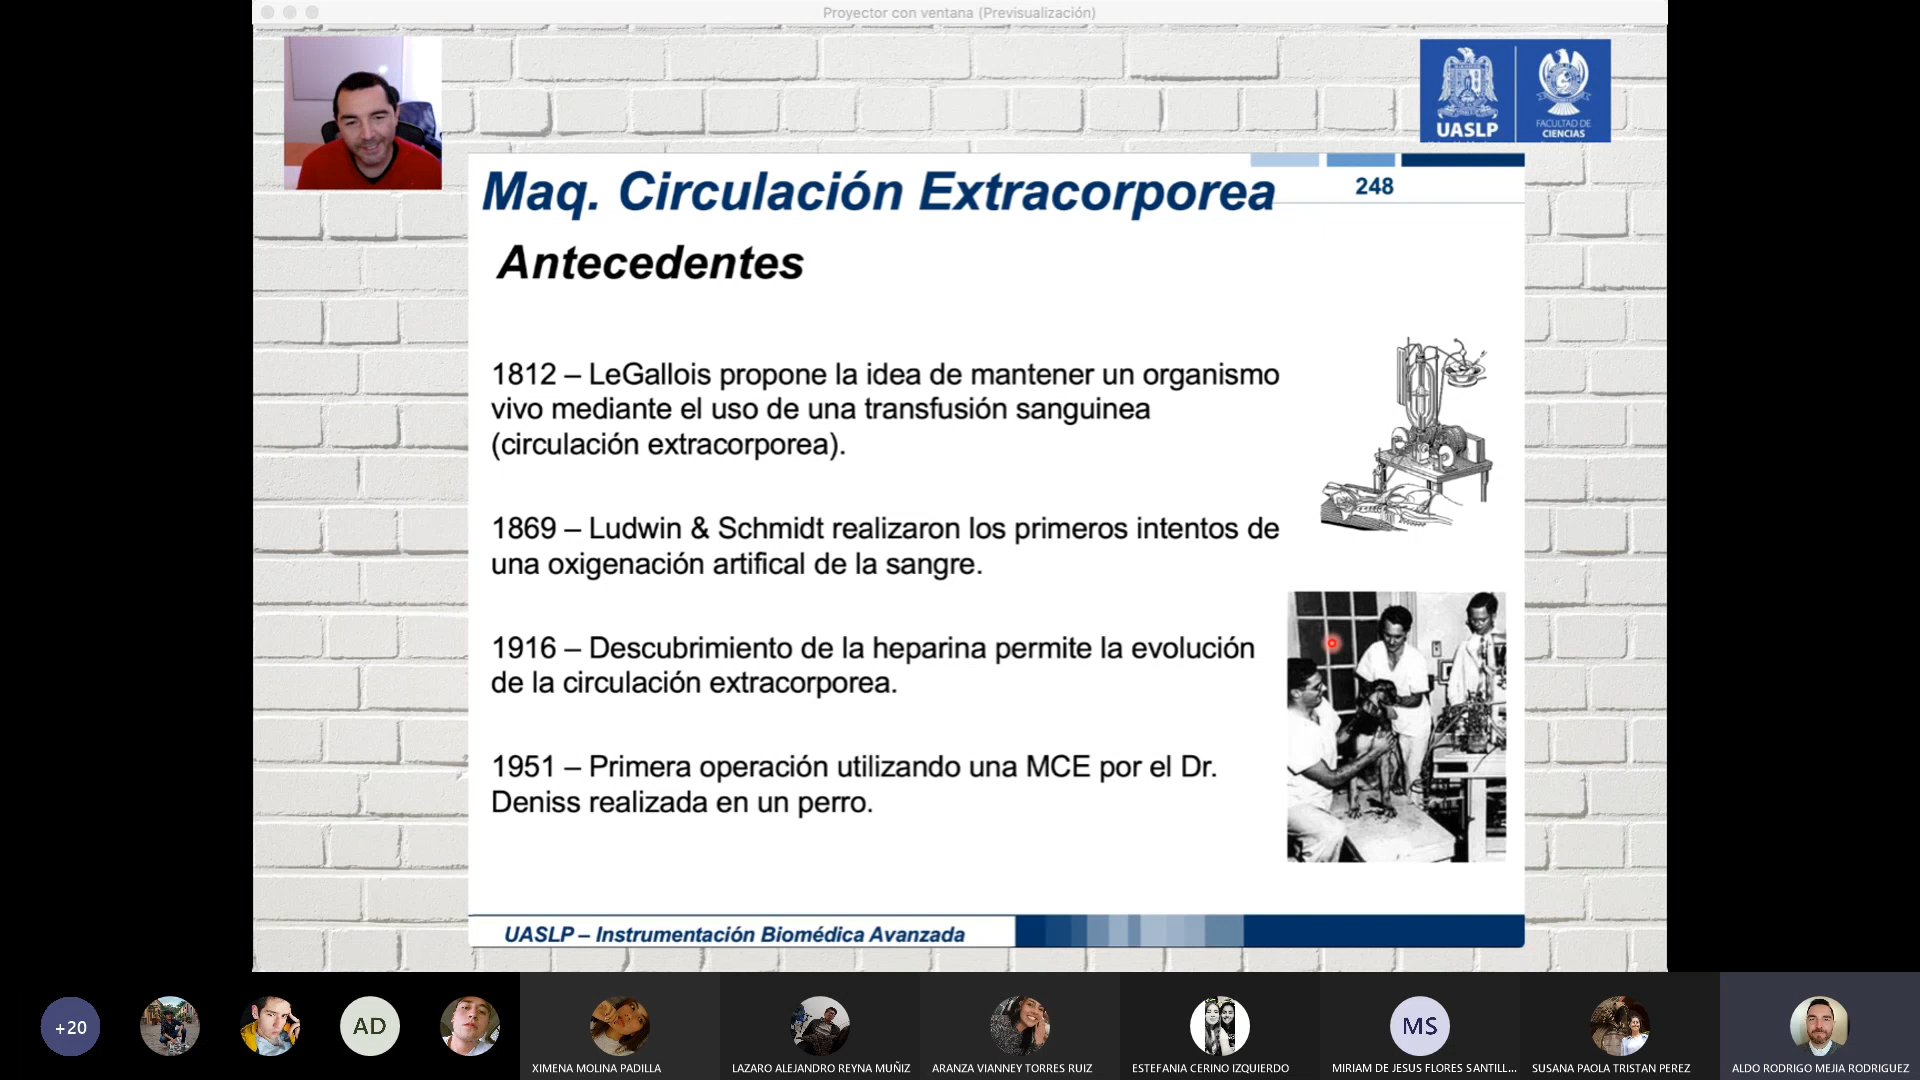 Proyector con ventana (Previsualización)
UASLP
FACULTAD DE
CIENCIAS
Maq. Circulación Extracorporea
248
Antecedentes
1812 – LeGallois propone la idea de mantener un organismo
vivo mediante el uso de una transfusión sanguinea
(circulación extracorporea).
1869 – Ludwin & Schmidt realizaron los primeros intentos de
una oxigenación artifical de la sangre.
1916 – Descubrimiento de la heparina permite la evolución
de la circulación extracorporea.
1951 – Primera operación utilizando una MCE por el Dr.
Deniss realizada en un perro.
UASLP – Instrumentación Biomédica Avanzada
+20
AD
MS
XIMENA MOLINA PADILLA
LAZARO ALEJANDRO REYNA MUÑIZ
ARANZA VIANNEY TORRES RUIZ
ESTEFANIA CERINO IZQUIERDO
MIRIAM DE JESUS FLORES SANTILL...
SUSANA PAOLA TRISTAN PEREZ
ALDO RODRIGO MEJIA RODRIGUEZ